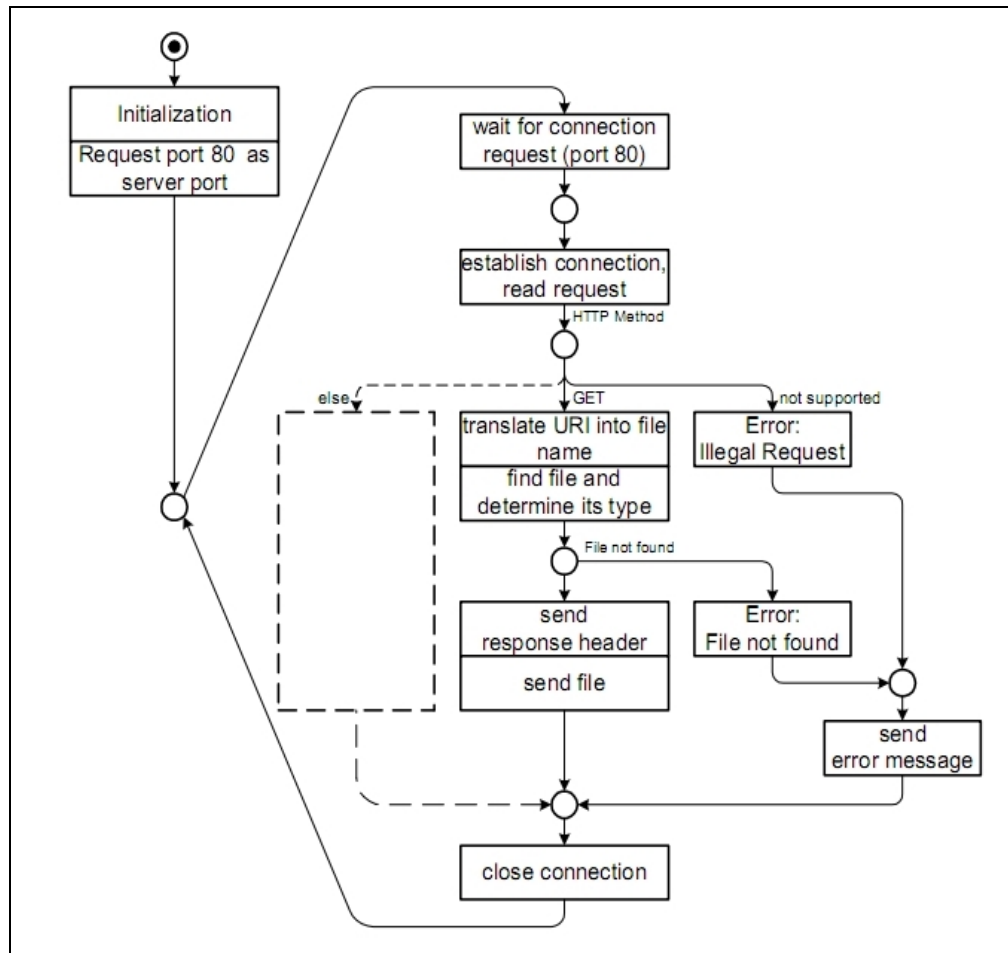 Initialization
Request port 80 as
server port
wait for connection
request (port 80)
establish connection,
read request
HTTP Method
else
GET
not supported
translate URI into file
name
find file and
determine its type
Error:
Illegal Request
File not found
send
response header
send file
Error:
File not found
send
error message
close connection